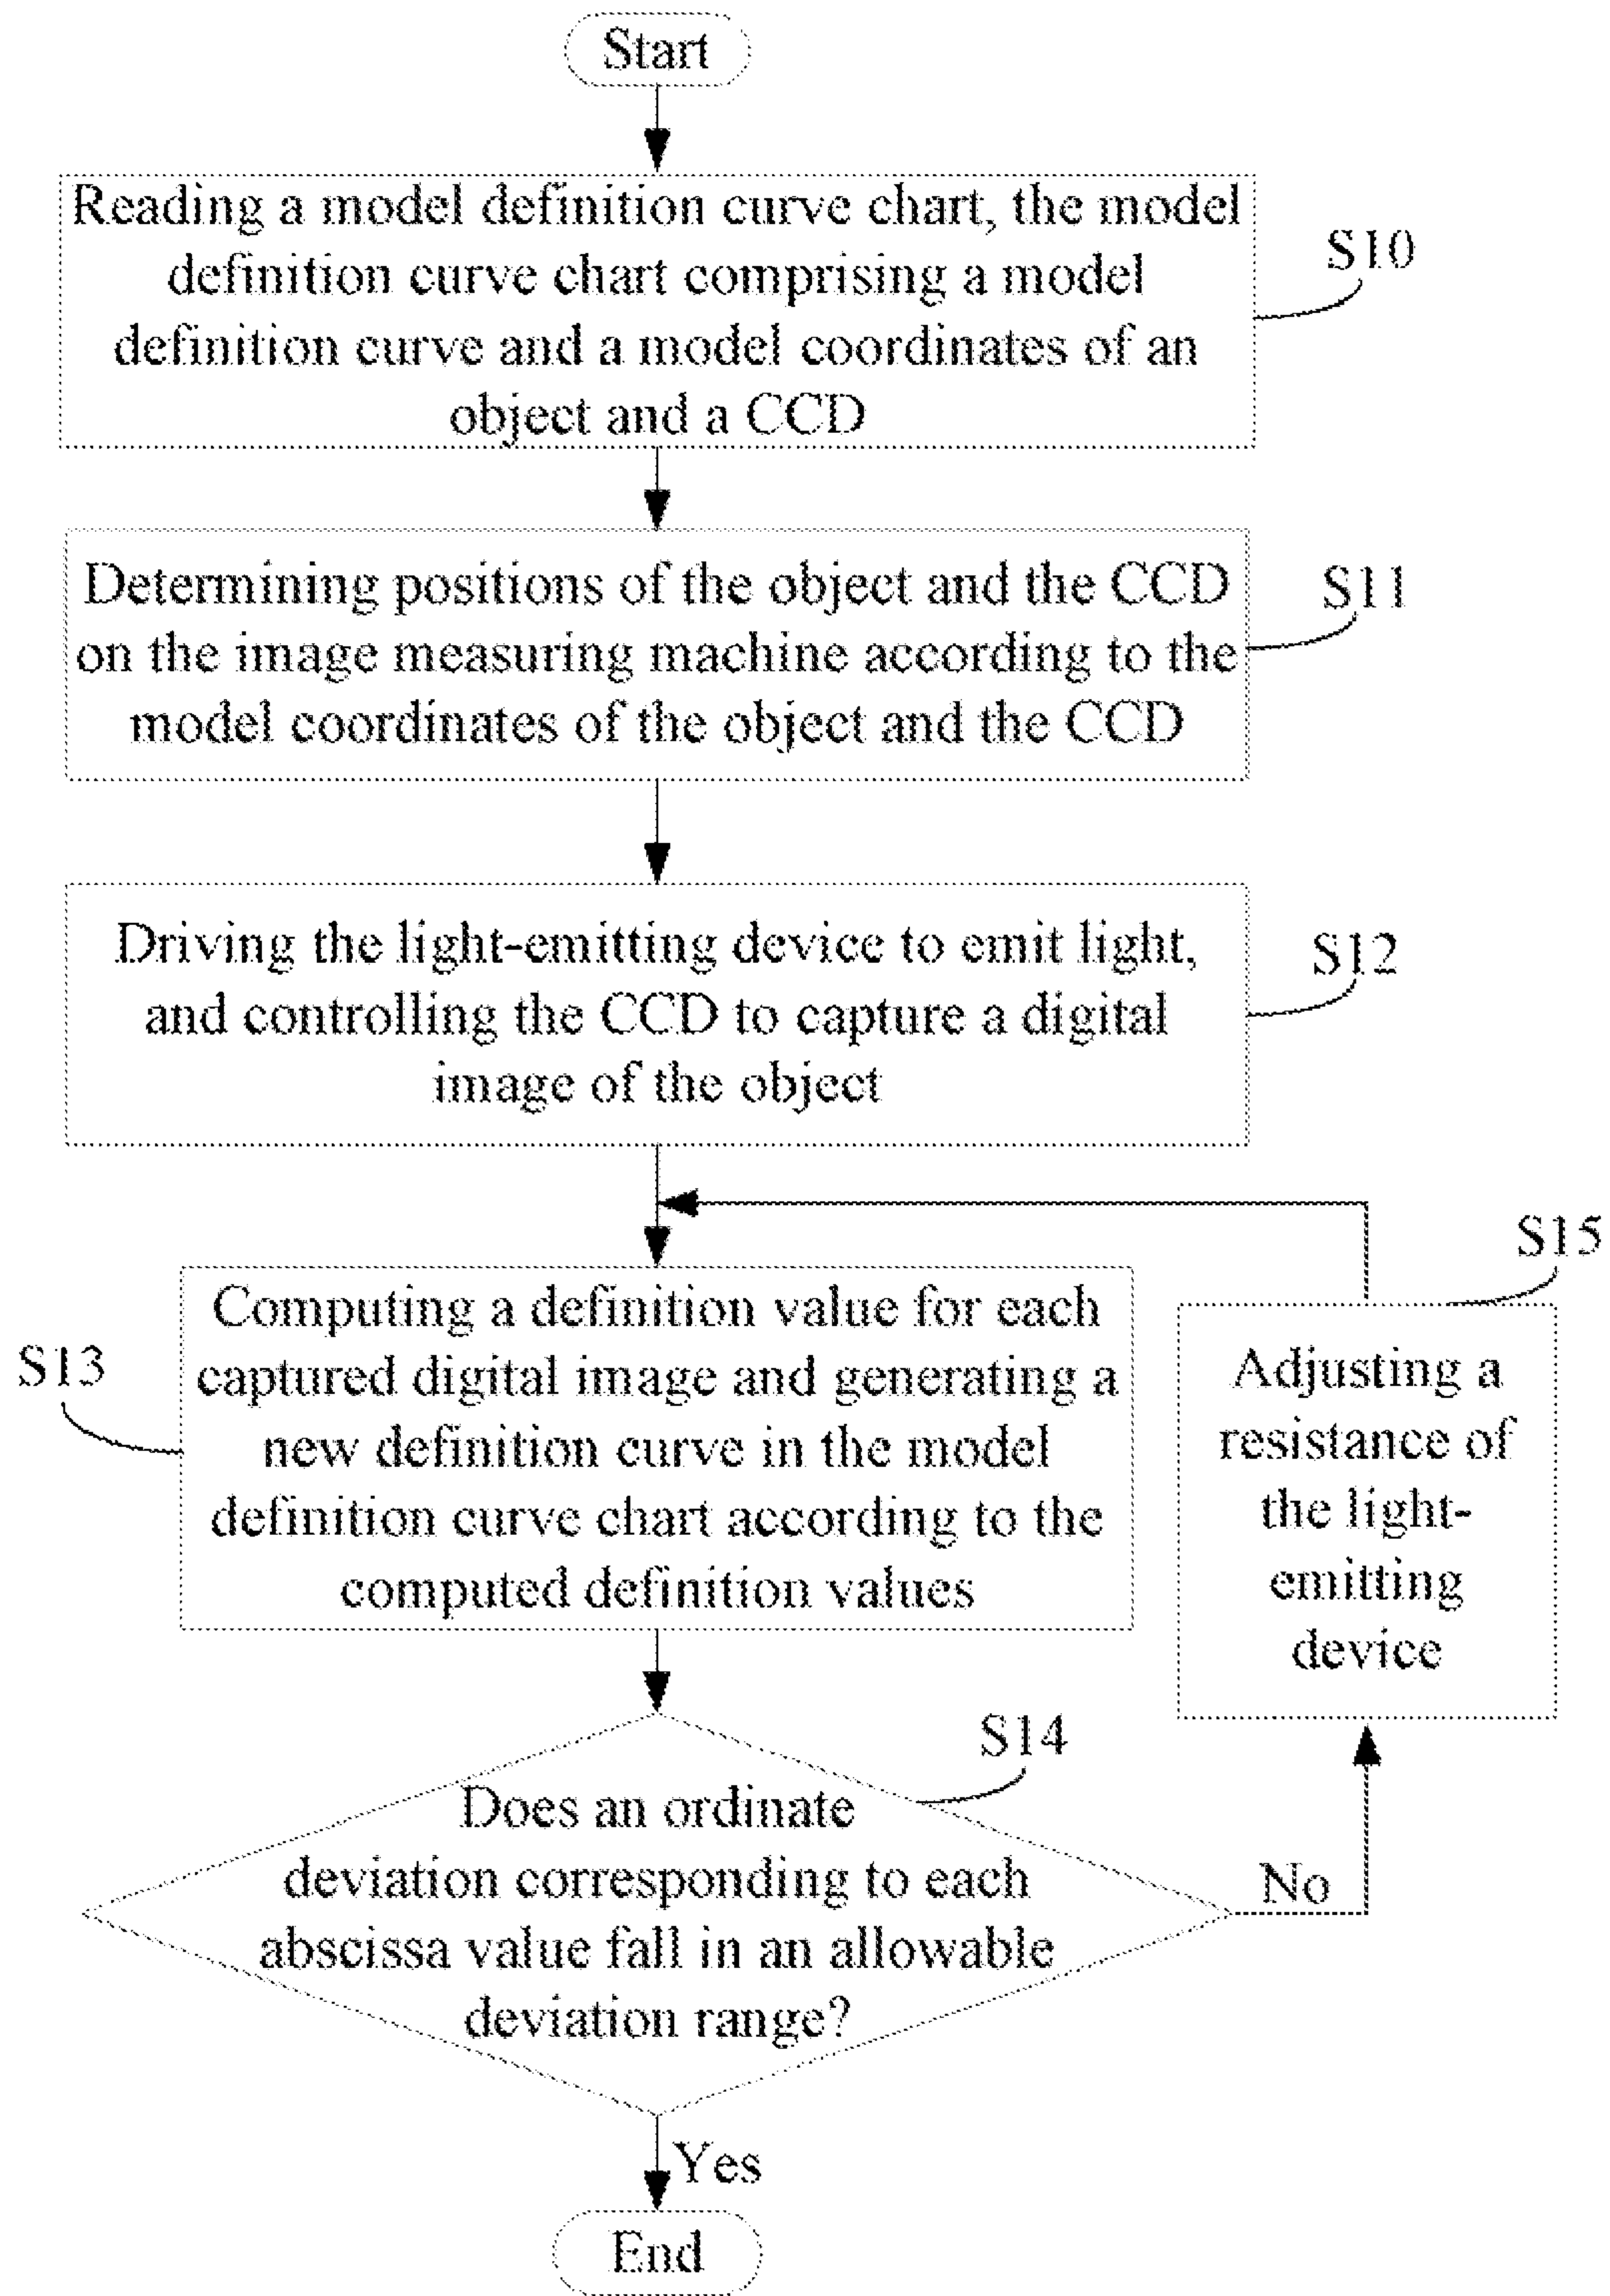 Start
Reading a model definition curve chart, the model
definition curve chart comprising a model
definition curve and a model coordinates of an
object and a CCD
S10
Determining positions of the object and the CCD
on the image measuring machine according to the
model coordinates of the object and the CCD
S11
Driving the light-emitting device to emit light,
and controlling the CCD to capture a digital
image of the object
S12
Computing a definition value for each
captured digital image and generating a
new definition curve in the model
definition curve chart according to the
computed definition values
S13
S15
Adjusting a
resistance of
the light-
emitting
device
S14
Does an ordinate
deviation corresponding to each
abscissa value fall in an allowable
deviation range?
No
Yes
End